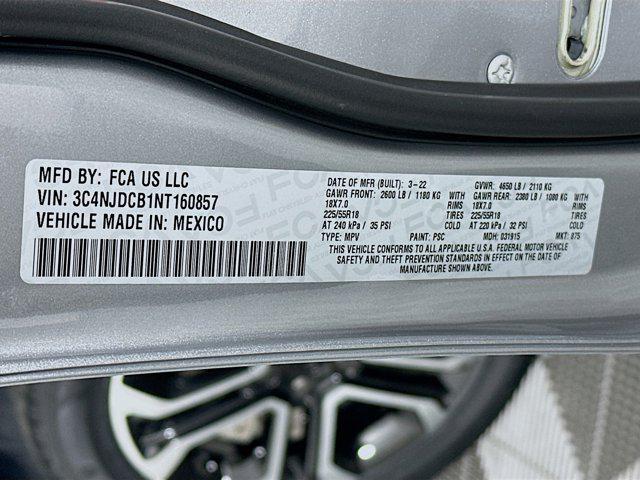 MFD BY: FCA US LLC
VIN: 3C4NJDCB1NT160857
VEHICLE MADE IN: MEXICO
DATE OF MFR (BUILT): 3-22 GVWR: 4650 LB / 2110 KG
GAWR FRONT: 2600 LB / 1180 KG WITH GAWR REAR: 2380 LB / 1080 KG WITH
18X7.0 RIMS 18X7.0 RIMS
225/55R18 TIRES 225/55R18 TIRES
AT 240 kPa / 35 PSI COLD AT 220 kPa / 32 PSI COLD
TYPE: MPV PAINT: PSC MDH: 031915 MKT: 875
THIS VEHICLE CONFORMS TO ALL APPLICABLE U.S.A. FEDERAL MOTOR VEHICLE
SAFETY AND THEFT PREVENTION STANDARDS IN EFFECT ON THE DATE OF
MANUFACTURE SHOWN ABOVE.